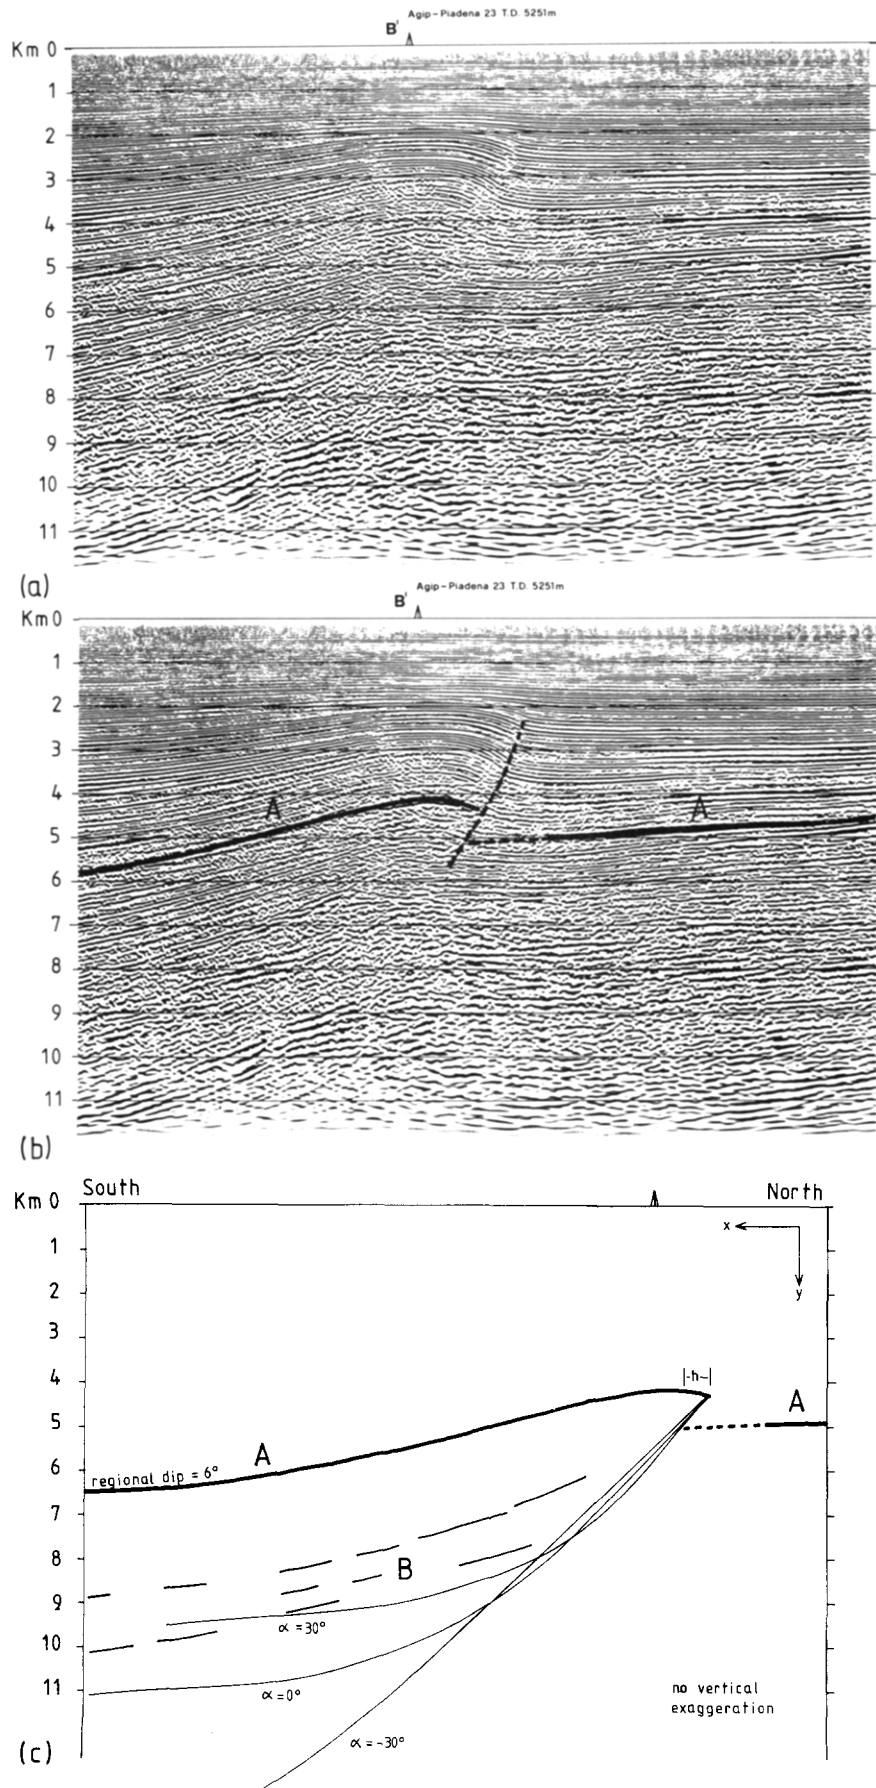 Agip-Piadena 23 T.D. 5251m
B'
Km 0
1
2
3
4
5
6
7
8
9
10
11
(a)
Agip-Piadena 23 T.D. 5251m
B'
Km 0
1
2
3
4
A
A
5
6
7
8
9
10
11
(b)
South
North
Km 0
x
1
y
2
3
4
-h-
A
5
A
6
regional dip = 6°
7
8
B
9
α = 30°
10
11
α = 0°
no vertical
exaggeration
α = -30°
(c)